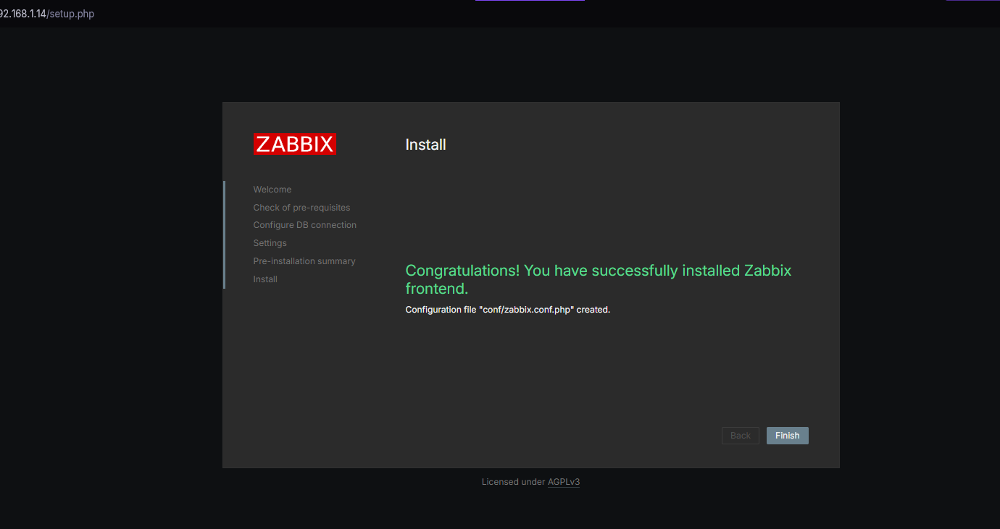 92.168.1.14/setup.php
ZABBIX
Install
Welcome
Check of pre-requisites
Configure DB connection
Settings
Pre-installation summary
Install
Congratulations! You have successfully installed Zabbix
frontend.
Configuration file "conf/zabbix.conf.php" created.
Back
Finish
Licensed under AGPLv3